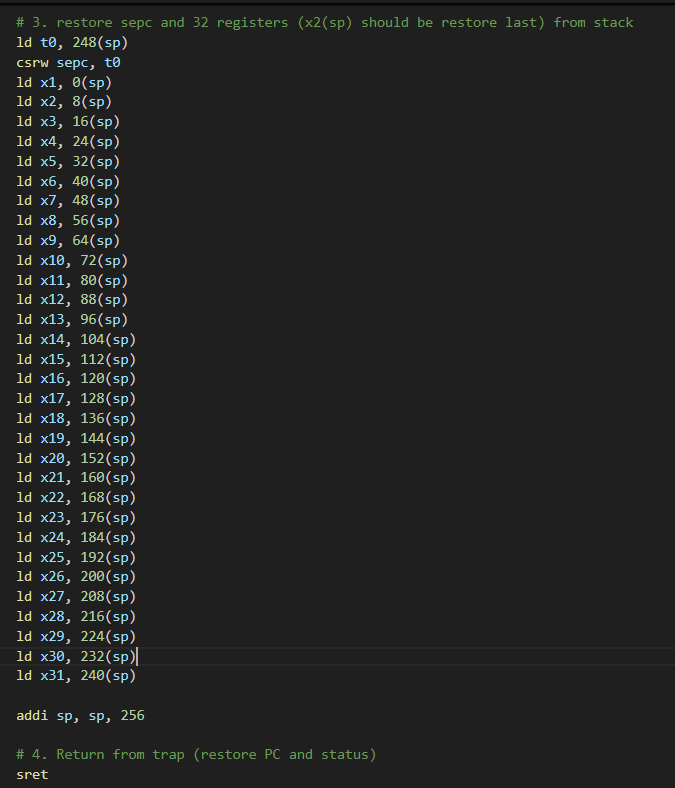 # 3. restore sepc and 32 registers (x2(sp) should be restore last) from stack
ld t0, 248(sp)
csrw sepc, t0
ld x1, 0(sp)
ld x2, 8(sp)
ld x3, 16(sp)
ld x4, 24(sp)
ld x5, 32(sp)
ld x6, 40(sp)
ld x7, 48(sp)
ld x8, 56(sp)
ld x9, 64(sp)
ld x10, 72(sp)
ld x11, 80(sp)
ld x12, 88(sp)
ld x13, 96(sp)
ld x14, 104(sp)
ld x15, 112(sp)
ld x16, 120(sp)
ld x17, 128(sp)
ld x18, 136(sp)
ld x19, 144(sp)
ld x20, 152(sp)
ld x21, 160(sp)
ld x22, 168(sp)
ld x23, 176(sp)
ld x24, 184(sp)
ld x25, 192(sp)
ld x26, 200(sp)
ld x27, 208(sp)
ld x28, 216(sp)
ld x29, 224(sp)
ld x30, 232(sp)
ld x31, 240(sp)
addi sp, sp, 256
# 4. Return from trap (restore PC and status)
sret